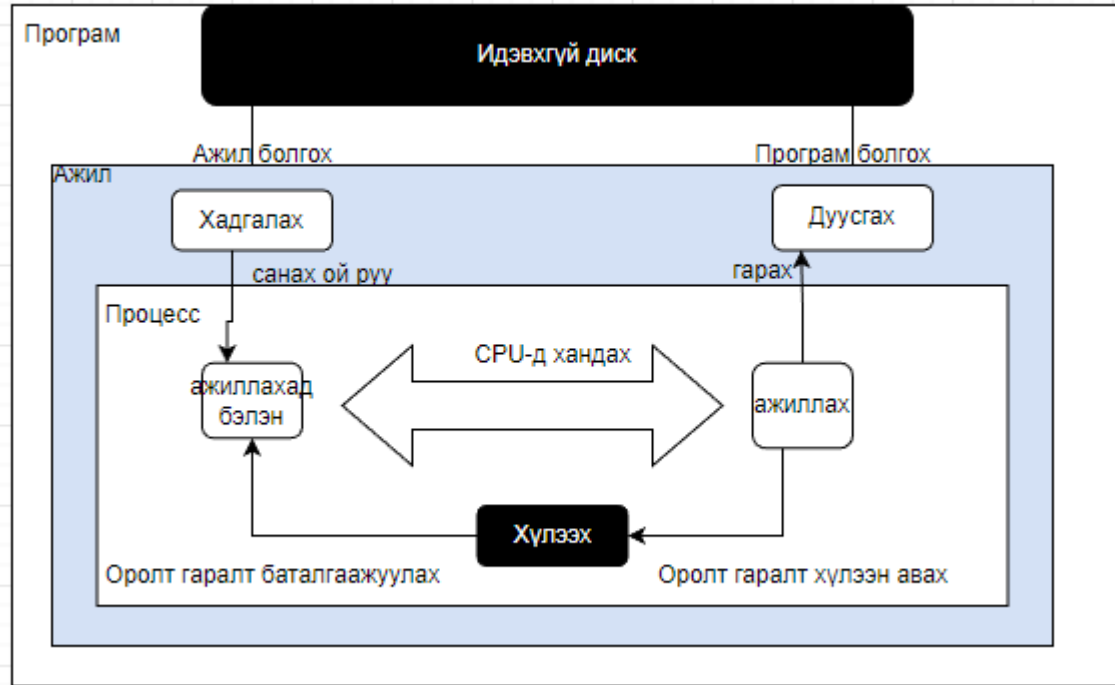 Програм
Идэвхгүй диск
Ажил болгох
Програм болгох
Ажил
Хадгалах
Дуусгах
санах ой руу
гарах
Процесс
CPU-д хандах
ажиллахад
бэлэн
ажиллах
Хүлээх
Оролт гаралт баталгаажуулах
Оролт гаралт хүлээн авах